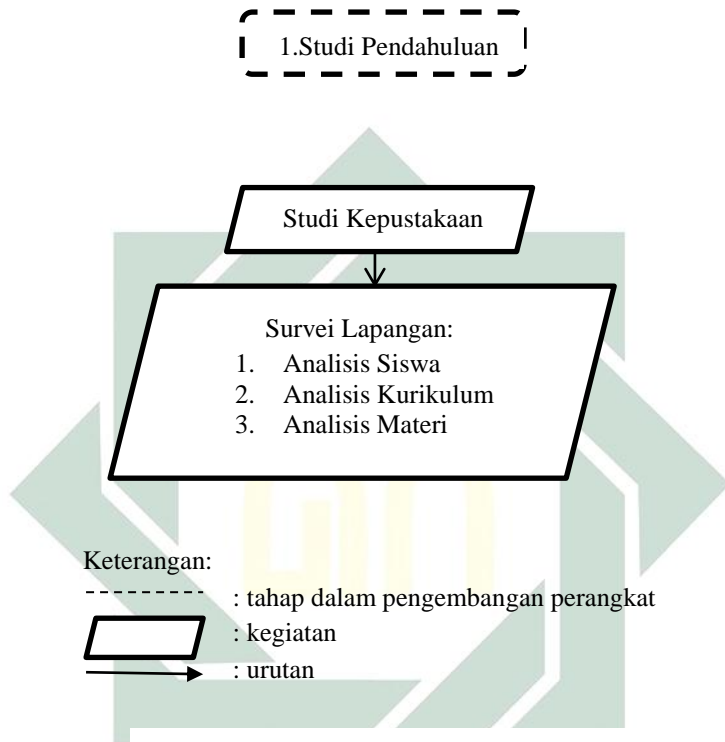 1.Studi Pendahuluan
Studi Kepustakaan
Survei Lapangan:
1. Analisis Siswa
2. Analisis Kurikulum
3. Analisis Materi
Keterangan:
: tahap dalam pengembangan perangkat
: kegiatan
: urutan